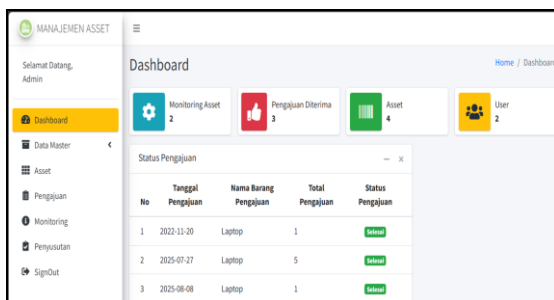 MANAJEMEN ASSET
Selamat Datang,
Admin
Dashboard
Data Master
Asset
Pengajuan
Monitoring
Penyusutan
SignOut
Dashboard
Home / Dashboard
Monitoring Asset
2
Pengajuan Diterima
3
Asset
4
User
2
Status Pengajuan
No Tanggal Pengajuan Nama Barang Pengajuan Total Pengajuan Status Pengajuan
1 2022-11-20 Laptop 1 Selesai
2 2025-07-27 Laptop 5 Selesai
3 2025-08-08 Laptop 1 Selesai